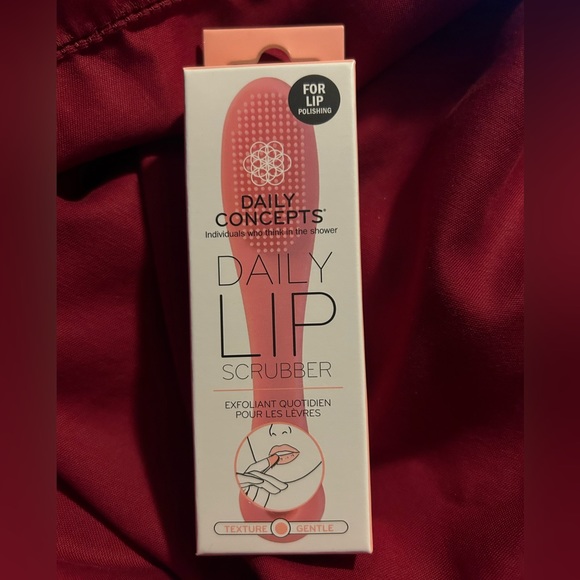 FOR
LIP
POLISHING
DAILY
CONCEPTS®
Individuals who think in the shower
DAILY
LIP
SCRUBBER
EXFOLIANT QUOTIDIEN
POUR LES LÈVRES
TEXTURE GENTLE